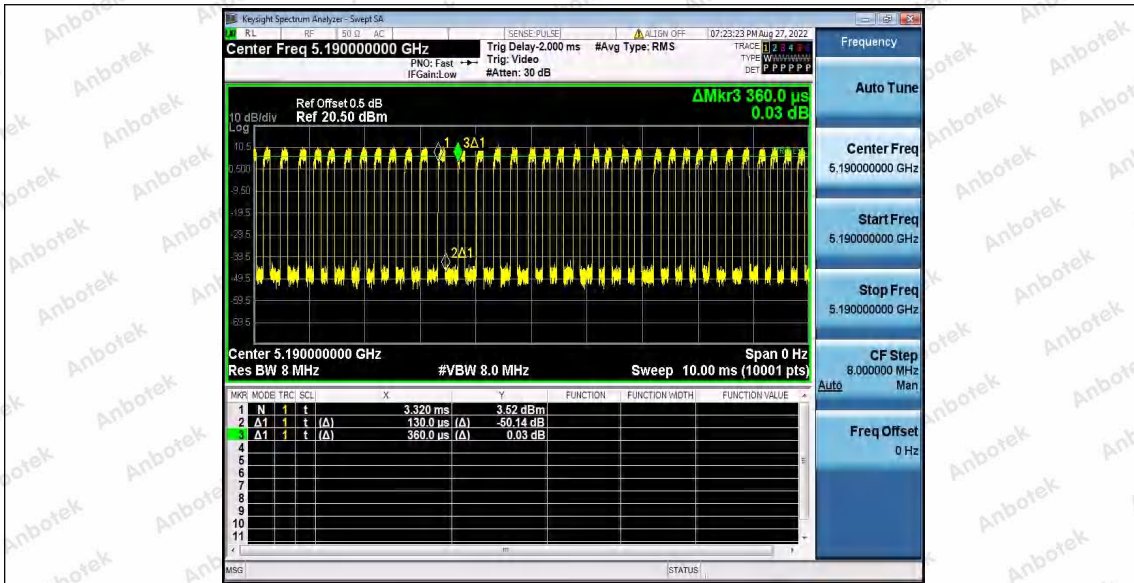 Keysight Spectrum Analyzer - Swept SA
RL RF 50 Ω AC SENSE:PULSE ALIGN OFF 07:23:23 PM Aug 27, 2022
Center Freq 5.190000000 GHz
PNO: Fast
IFGain:Low
Trig Delay-2.000 ms
Trig: Video
#Atten: 30 dB
#Avg Type: RMS
TRACE 1 2 3 4 5 6
TYPE WWWWWW
DET P P P P P P
ΔMkr3 360.0 µs
0.03 dB
Ref Offset 0.5 dB
10 dB/div Ref 20.50 dBm
Log
10.5
0.500
-9.50
-19.5
-29.5
-39.5
-49.5
-59.5
-69.5
1
3Δ1
2Δ1
Center 5.190000000 GHz Span 0 Hz
Res BW 8 MHz #VBW 8.0 MHz Sweep 10.00 ms (10001 pts)
MKR MODE TRC SCL X Y FUNCTION FUNCTION WIDTH FUNCTION VALUE
1 N 1 t 3.320 ms 3.52 dBm
2 Δ1 1 t (Δ) 130.0 µs (Δ) -50.14 dB
3 Δ1 1 t (Δ) 360.0 µs (Δ) 0.03 dB
4
5
6
7
8
9
10
11
MSG STATUS
Frequency
Auto Tune
Center Freq
5.190000000 GHz
Start Freq
5.190000000 GHz
Stop Freq
5.190000000 GHz
CF Step
8.000000 MHz
Auto Man
Freq Offset
0 Hz
Anbotek